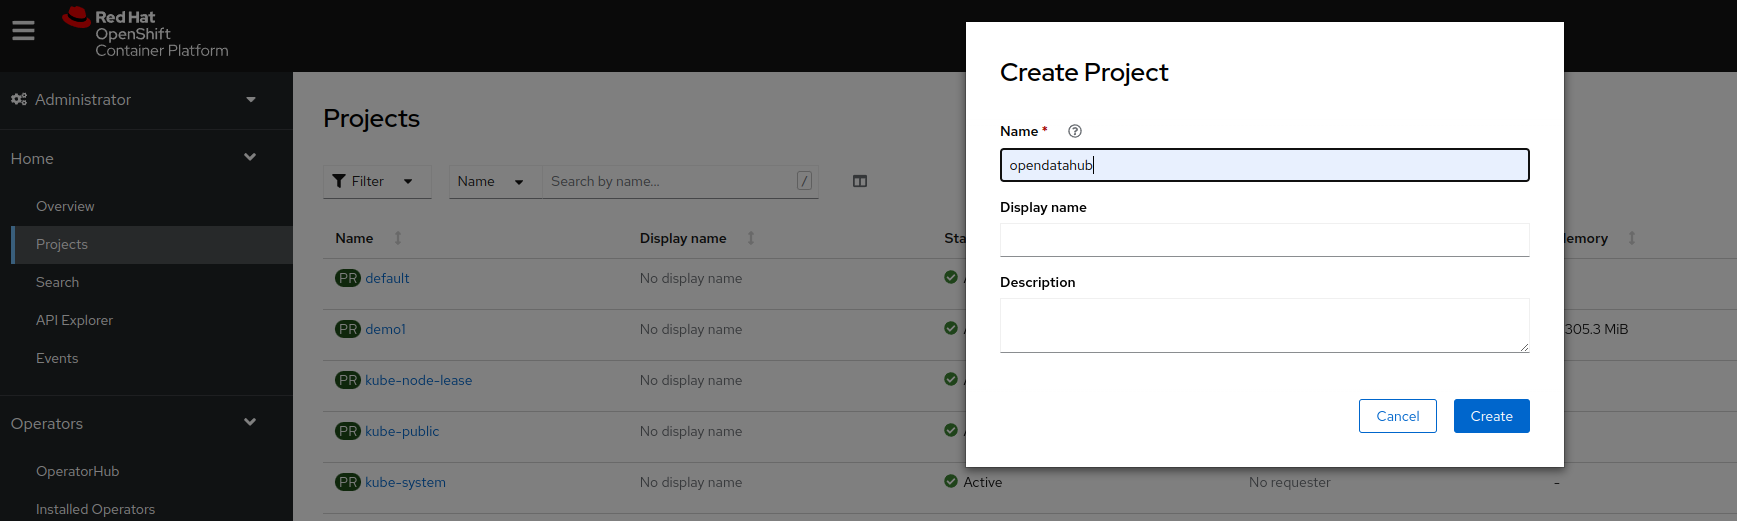 Red Hat
OpenShift
Container Platform
Administrator
Home
Overview
Projects
Search
API Explorer
Events
Operators
OperatorHub
Installed Operators
Projects
Filter
Name
Search by name...
/
Name
Display name
Sta
emory
PR default
No display name
PR demo1
No display name
305.3 MiB
PR kube-node-lease
No display name
PR kube-public
No display name
PR kube-system
No display name
Active
No requester
-
Create Project
Name *
opendatahub
Display name
Description
Cancel
Create